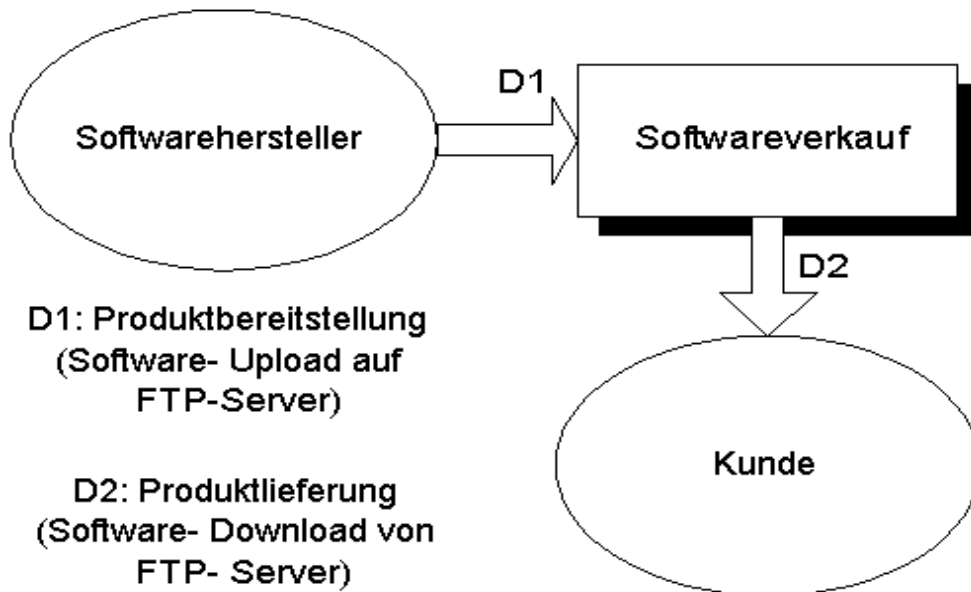 D1
Softwarehersteller
Softwareverkauf
D2
D1: Produktbereitstellung
(Software- Upload auf
FTP-Server)
Kunde
D2: Produktlieferung
(Software- Download von
FTP- Server)